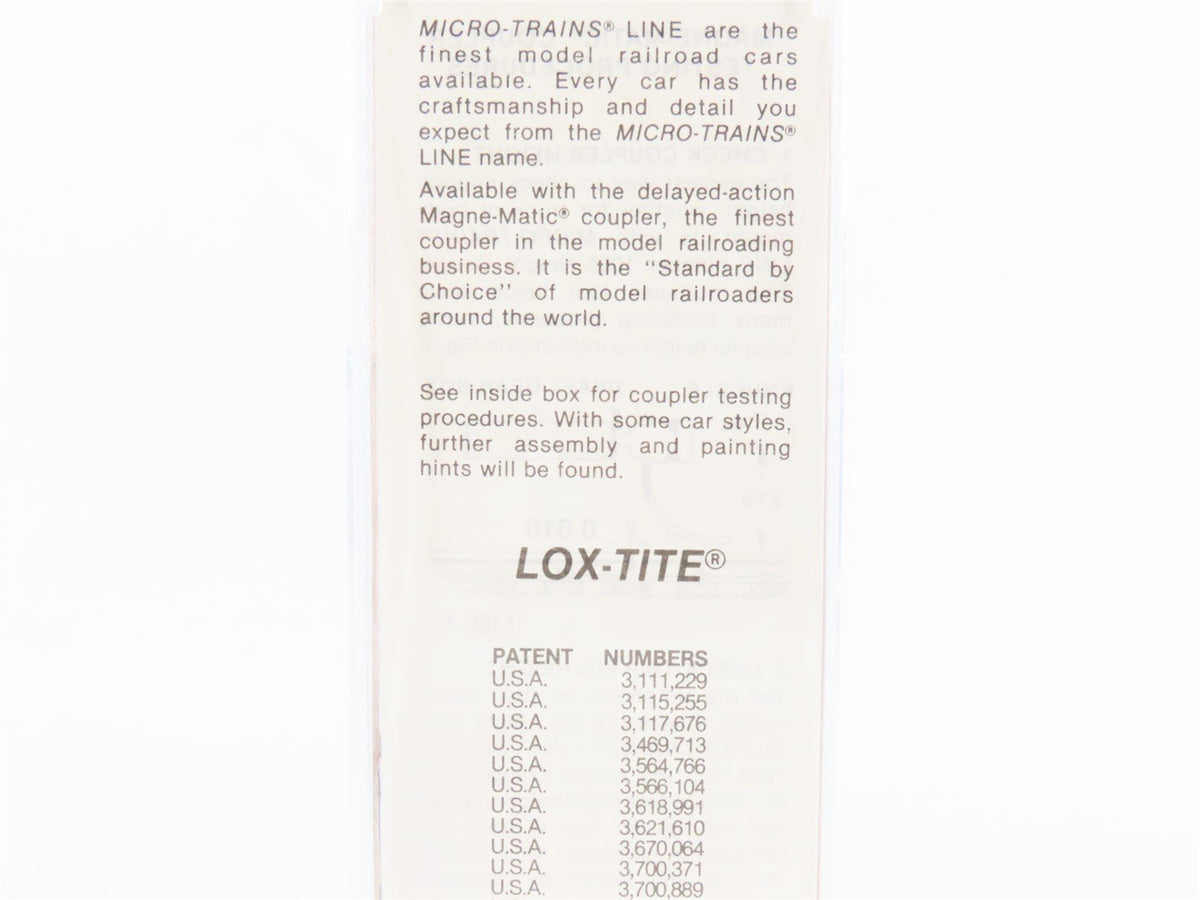 MICRO-TRAINS® LINE are the
finest model railroad cars
available. Every car has the
craftsmanship and detail you
expect from the MICRO-TRAINS®
LINE name.
Available with the delayed-action
Magne-Matic® coupler, the finest
coupler in the model railroading
business. It is the "Standard by
Choice" of model railroaders
around the world.
See inside box for coupler testing
procedures. With some car styles,
further assembly and painting
hints will be found.
LOX-TITE®
PATENT NUMBERS
U.S.A. 3,111,229
U.S.A. 3,115,255
U.S.A. 3,117,676
U.S.A. 3,469,713
U.S.A. 3,564,766
U.S.A. 3,566,104
U.S.A. 3,618,991
U.S.A. 3,621,610
U.S.A. 3,670,064
U.S.A. 3,700,371
U.S.A. 3,700,889